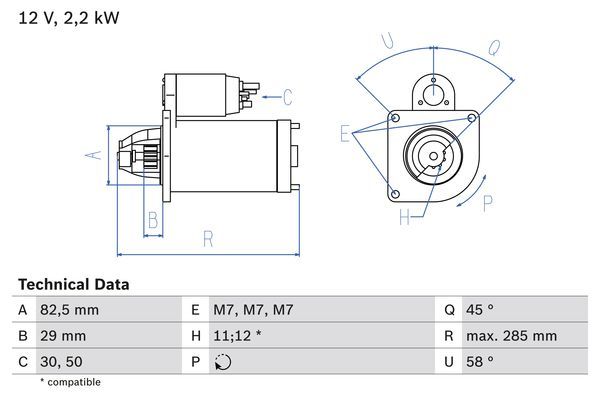 12 V, 2,2 kW
U
Q
C
A
E
B
R
H
P
Technical Data
A 82,5 mm E M7, M7, M7 Q 45 °
B 29 mm H 11;12 * R max. 285 mm
C 30, 50 P U 58 °
* compatible